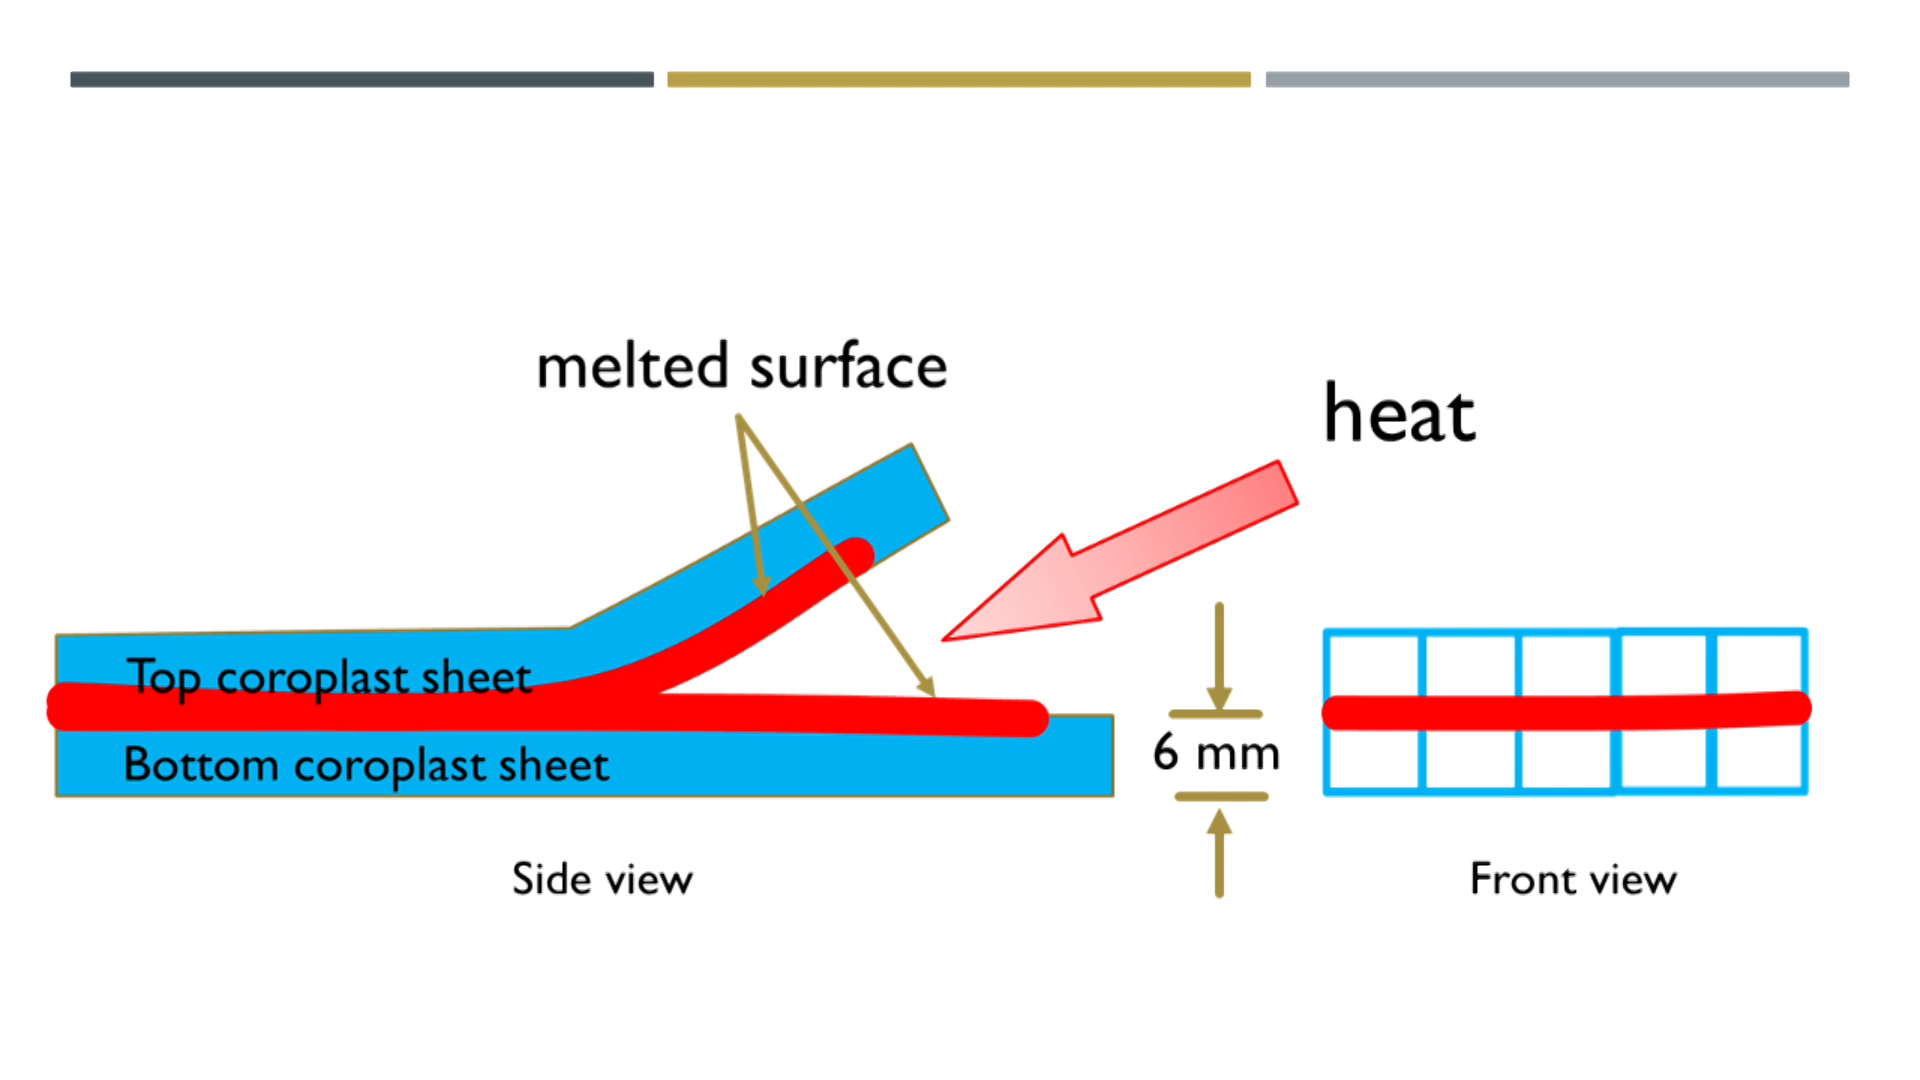 melted surface
heat
Top coroplast sheet
Bottom coroplast sheet
6 mm
Side view
Front view